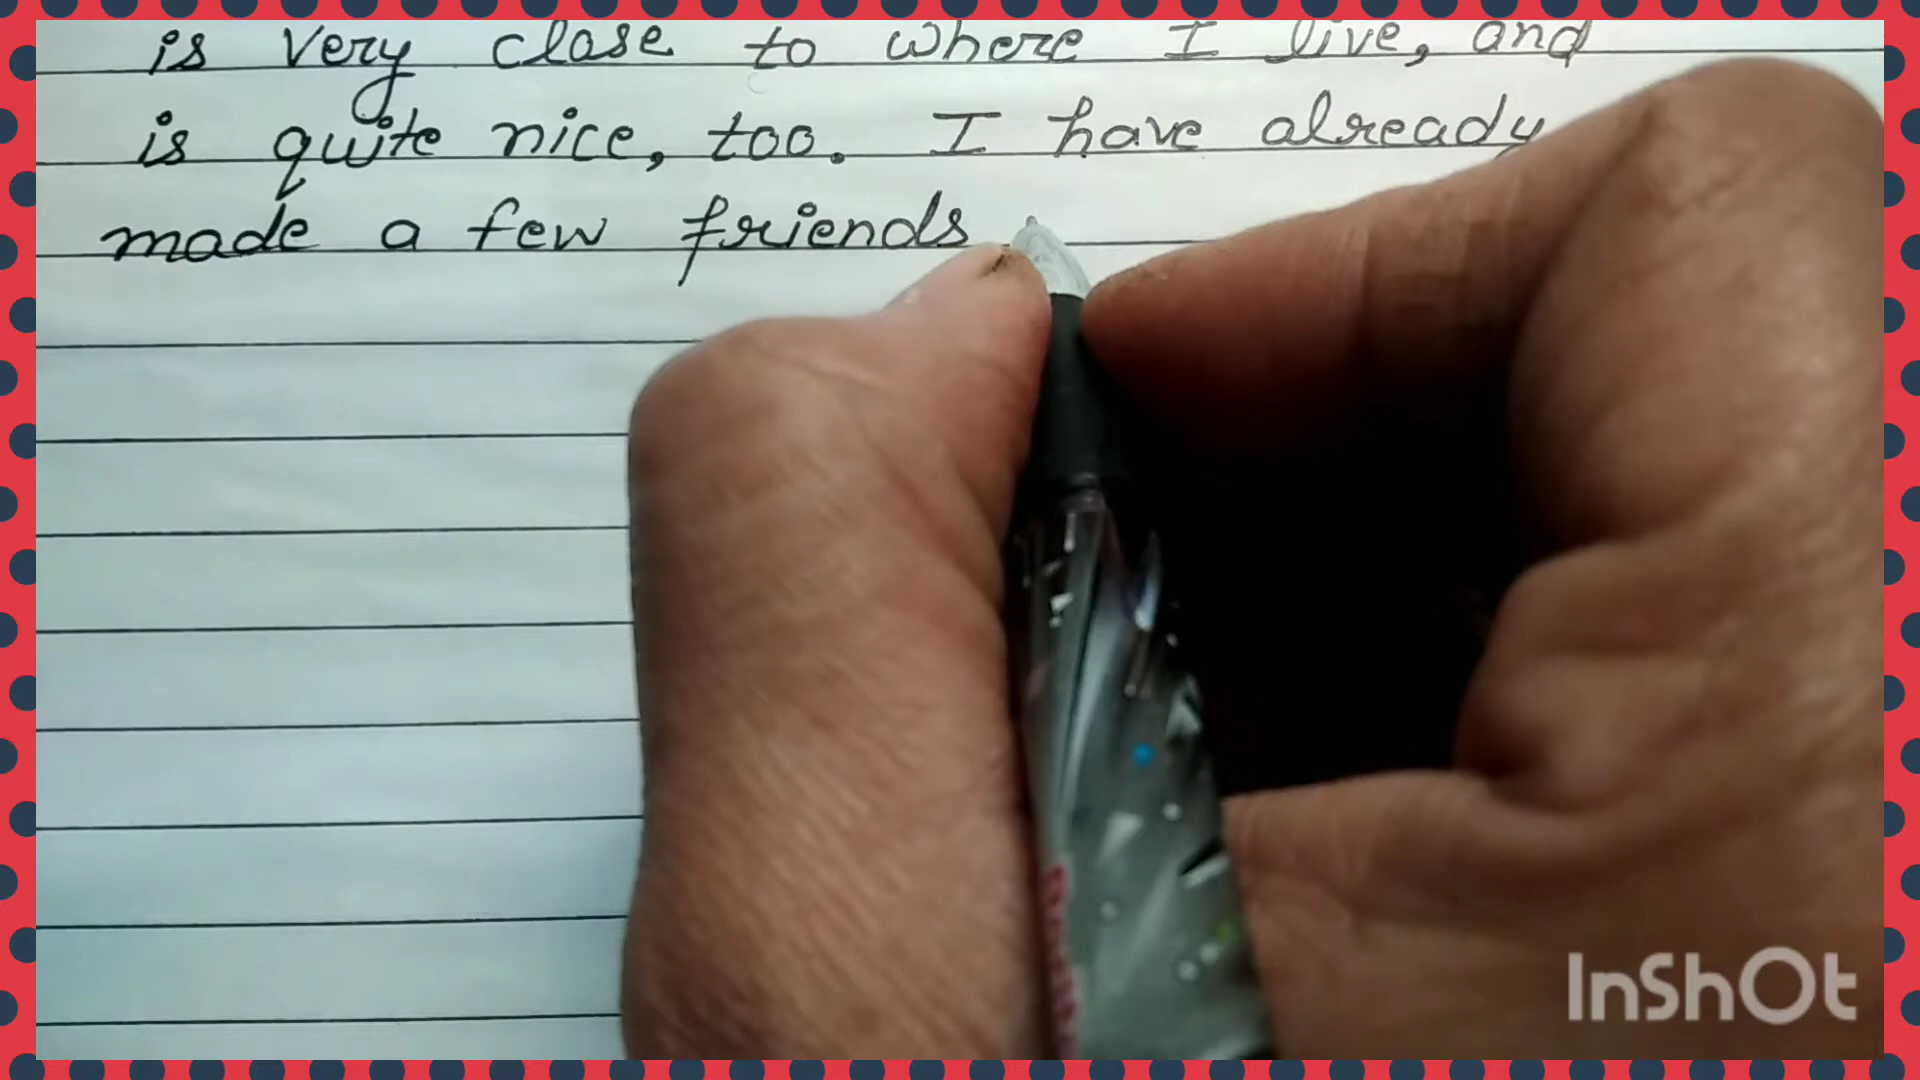 is very close to where I live, and
is quite nice, too. I have already
made a few friends
InShOt